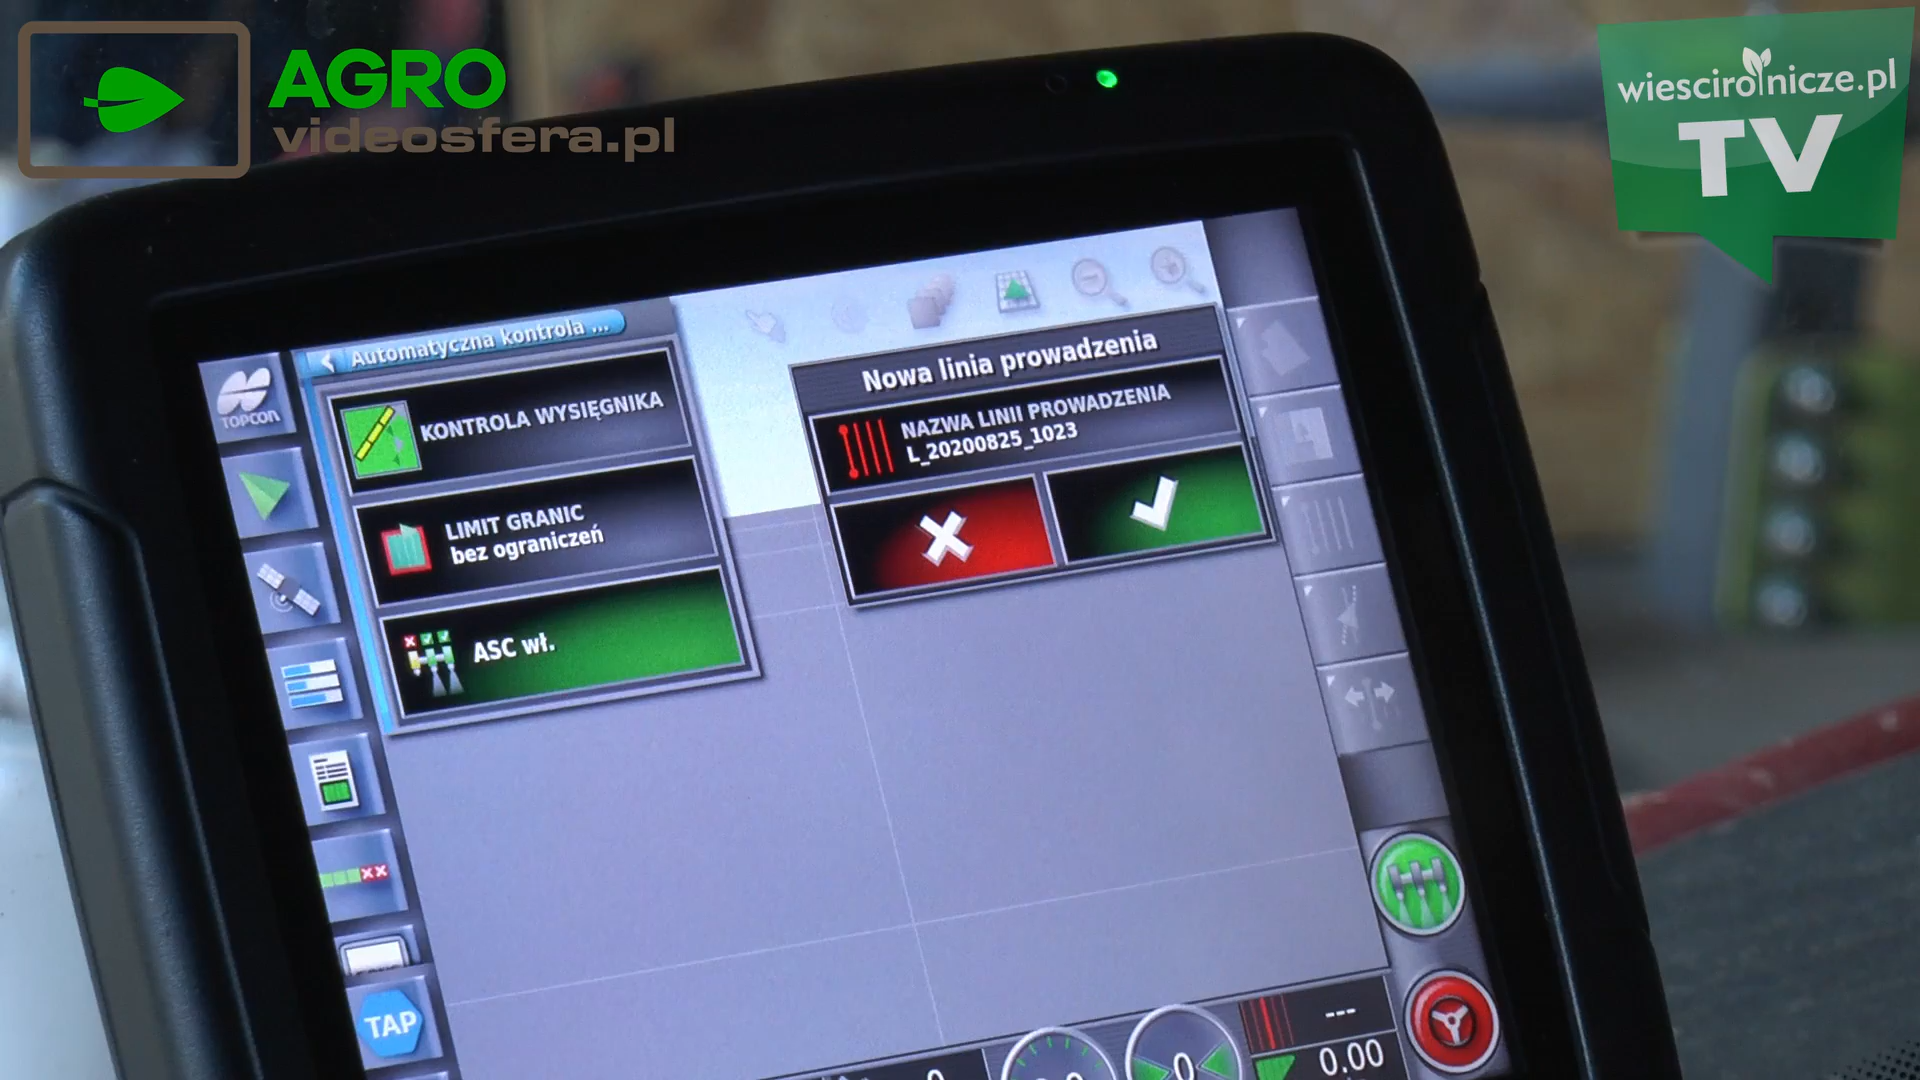 AGRO
videosfera.pl
wiescirolnicze.pl
TV
TOPCON
Automatyczna kontrola ...
KONTROLA WYSIĘGNIKA
LIMIT GRANIC
bez ograniczeń
ASC wł.
Nowa linia prowadzenia
NAZWA LINII PROWADZENIA
L_20200825_1023
TAP
---
0
0.00